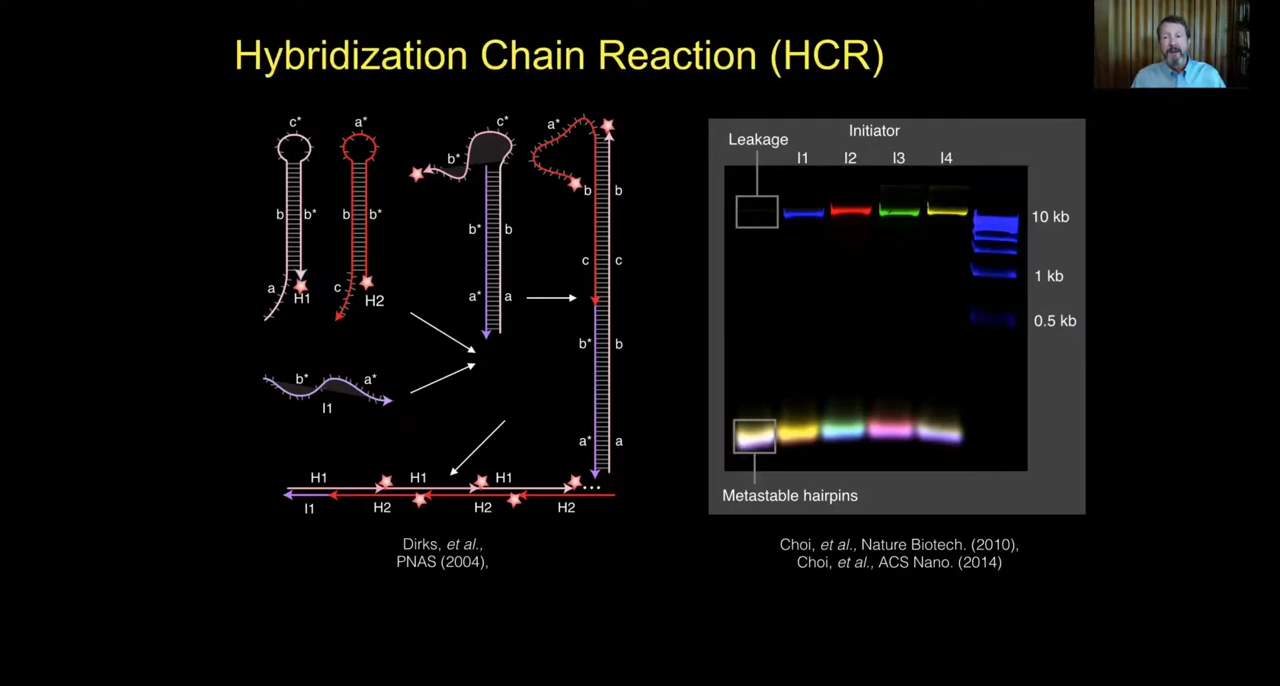 Hybridization Chain Reaction (HCR)
c*
a*
b
b*
b
b*
a
H1
c
H2
b*
a*
I1
c*
b*
b*
b
a*
a
a*
b
b
c
c
b*
b
a*
a
H1
H1
H1
...
I1
H2
H2
H2
Dirks, et al.,
PNAS (2004),
Leakage
Initiator
I1
I2
I3
I4
10 kb
1 kb
0.5 kb
Metastable hairpins
Choi, et al., Nature Biotech. (2010),
Choi, et al., ACS Nano. (2014)